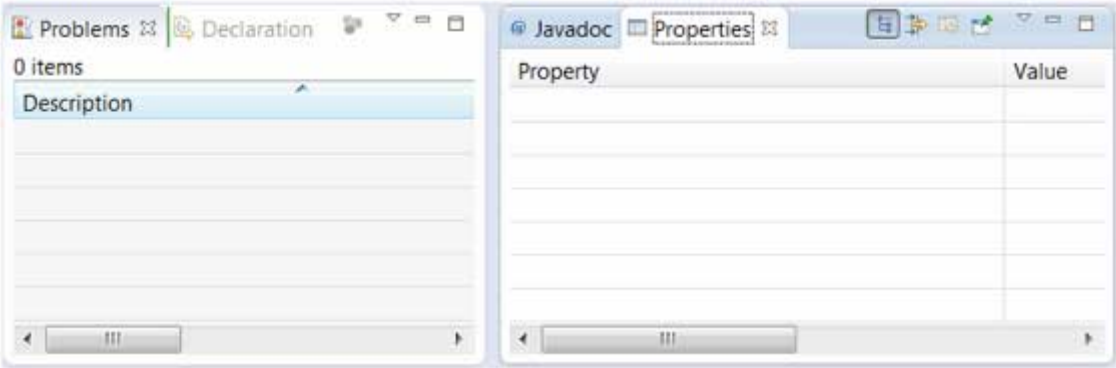 Problems Declaration
0 items
Description
@ Javadoc Properties
Property Value